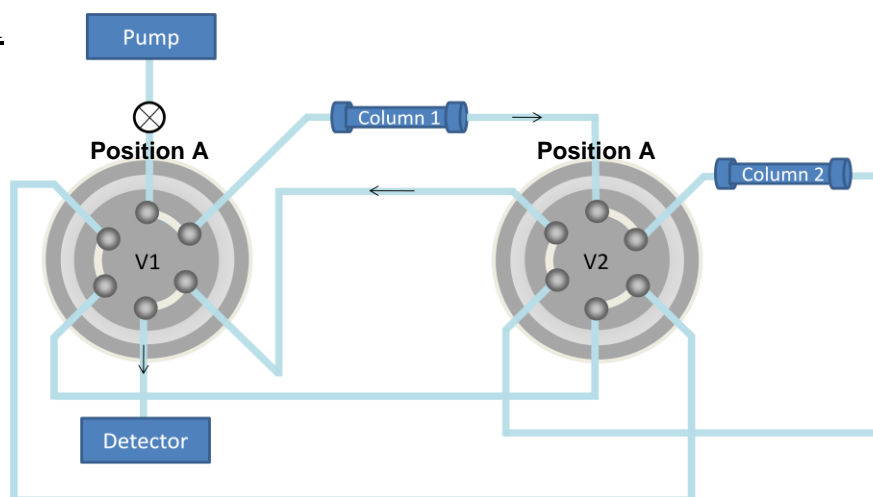 Pump
Column 1
Position A
Position A
Column 2
V1
V2
Detector